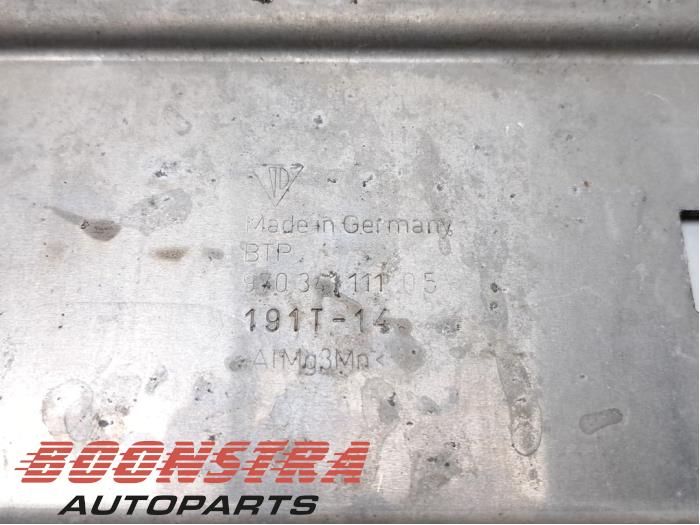 Made in Germany
BTP
970 341 111 05
191T-14
>AlMg3Mn<
BOONSTRA
AUTOPARTS